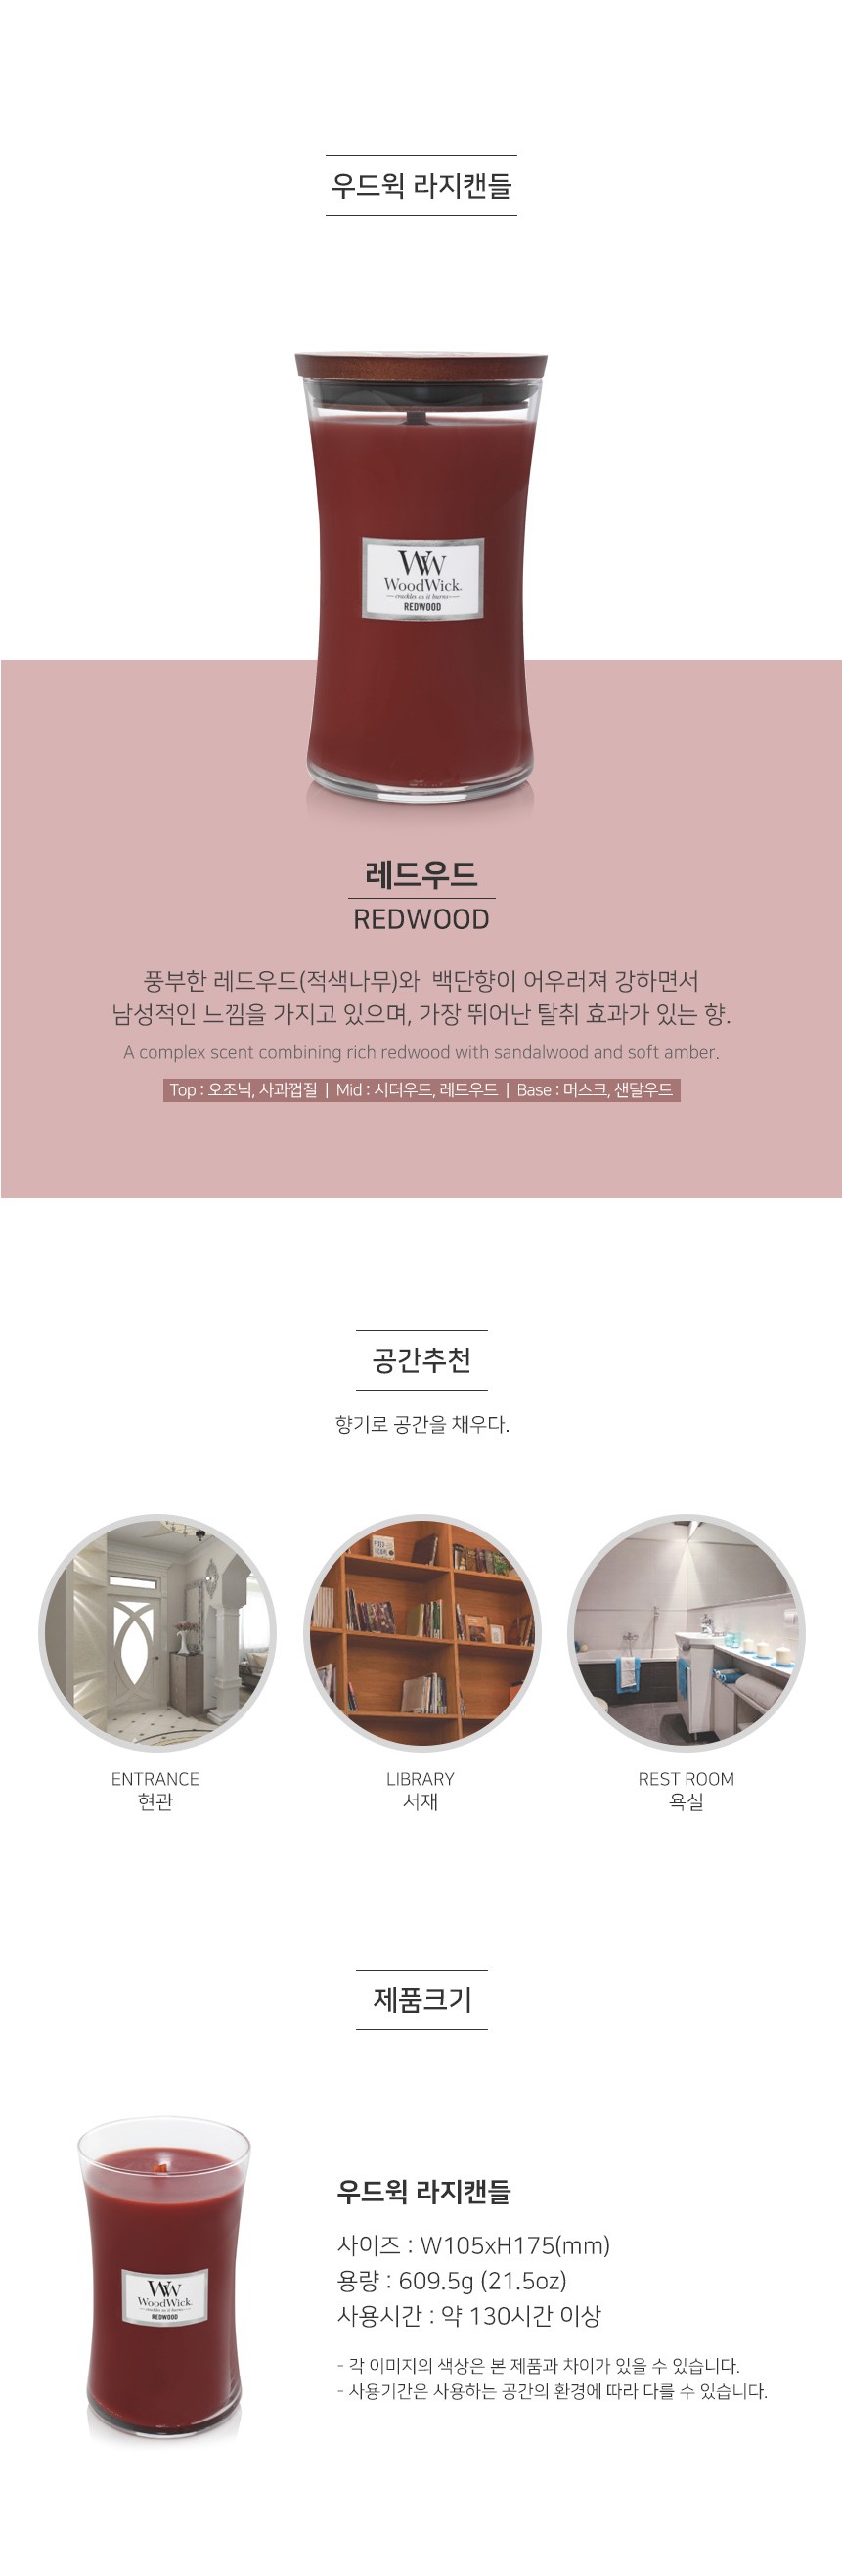 우드윅 라지캔들
WW
WoodWick.
crackles as it burns
REDWOOD
레드우드
REDWOOD
풍부한 레드우드(적색나무)와 백단향이 어우러져 강하면서
남성적인 느낌을 가지고 있으며, 가장 뛰어난 탈취 효과가 있는 향.
A complex scent combining rich redwood with sandalwood and soft amber.
Top : 오조닉, 사과껍질 | Mid : 시더우드, 레드우드 | Base : 머스크, 샌달우드
공간추천
향기로 공간을 채우다.
ENTRANCE
현관
LIBRARY
서재
REST ROOM
욕실
제품크기
WW
WoodWick.
crackles as it burns
REDWOOD
우드윅 라지캔들
사이즈 : W105xH175(mm)
용량 : 609.5g (21.5oz)
사용시간 : 약 130시간 이상
- 각 이미지의 색상은 본 제품과 차이가 있을 수 있습니다.
- 사용기간은 사용하는 공간의 환경에 따라 다를 수 있습니다.